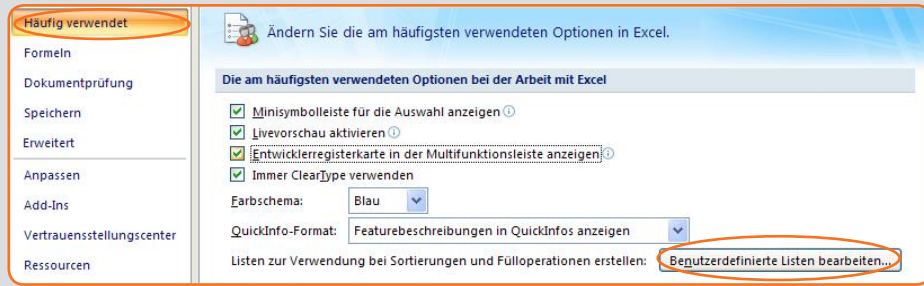 Häufig verwendet
Formeln
Dokumentprüfung
Speichern
Erweitert
Anpassen
Add-Ins
Vertrauensstellungscenter
Ressourcen
Ändern Sie die am häufigsten verwendeten Optionen in Excel.
Die am häufigsten verwendeten Optionen bei der Arbeit mit Excel
Minisymbolleiste für die Auswahl anzeigen
Livevorschau aktivieren
Entwicklerregisterkarte in der Multifunktionsleiste anzeigen
Immer ClearType verwenden
Farbschema: Blau
QuickInfo-Format: Featurebeschreibungen in QuickInfos anzeigen
Listen zur Verwendung bei Sortierungen und Fülloperationen erstellen: Benutzerdefinierte Listen bearbeiten...